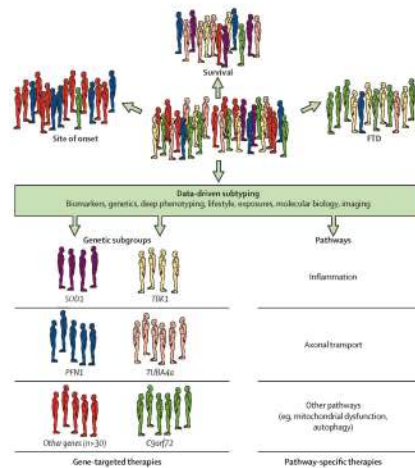 Survival
Site of onset
FTD
Data-driven subtyping
Biomarkers, genetics, deep phenotyping, lifestyle, exposures, molecular biology, imaging
Genetic subgroups
Pathways
SOD1
TBK1
Inflammation
PFN1
TUBA4a
Axonal transport
Other genes (n>30)
C9orf72
Other pathways
(eg, mitochondrial dysfunction,
autophagy)
Gene-targeted therapies
Pathway-specific therapies